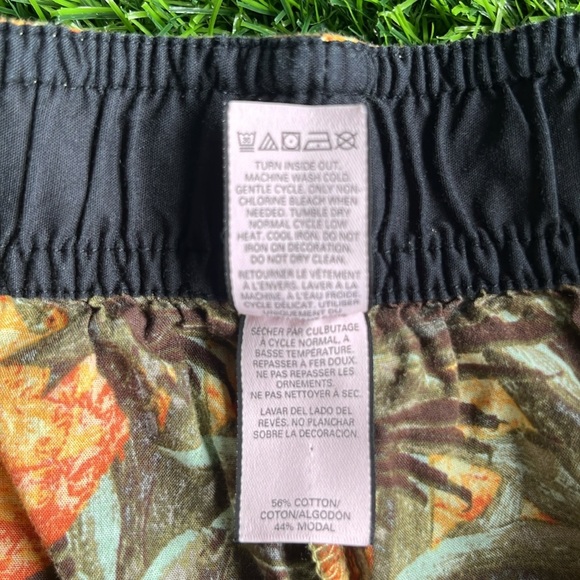 TURN INSIDE OUT.
MACHINE WASH COLD.
GENTLE CYCLE. ONLY NON-
CHLORINE BLEACH WHEN
NEEDED. TUMBLE DRY
NORMAL CYCLE LOW
HEAT. COOL IRON. DO NOT
IRON ON DECORATION.
DO NOT DRY CLEAN.
RETOURNER LE VÊTEMENT
À L'ENVERS. LAVER À LA
MACHINE, À L'EAU FROIDE,
CYCLE DÉLICAT. UTILISER
UNIQUEMENT DU
SÉCHER PAR CULBUTAGE
À CYCLE NORMAL, À
BASSE TEMPÉRATURE.
REPASSER À FER DOUX.
NE PAS REPASSER LES
ORNEMENTS.
NE PAS NETTOYER À SEC.
LAVAR DEL LADO DEL
REVÉS. NO PLANCHAR
SOBRE LA DECORACIÓN.
56% COTTON/
COTON/ALGODÓN
44% MODAL